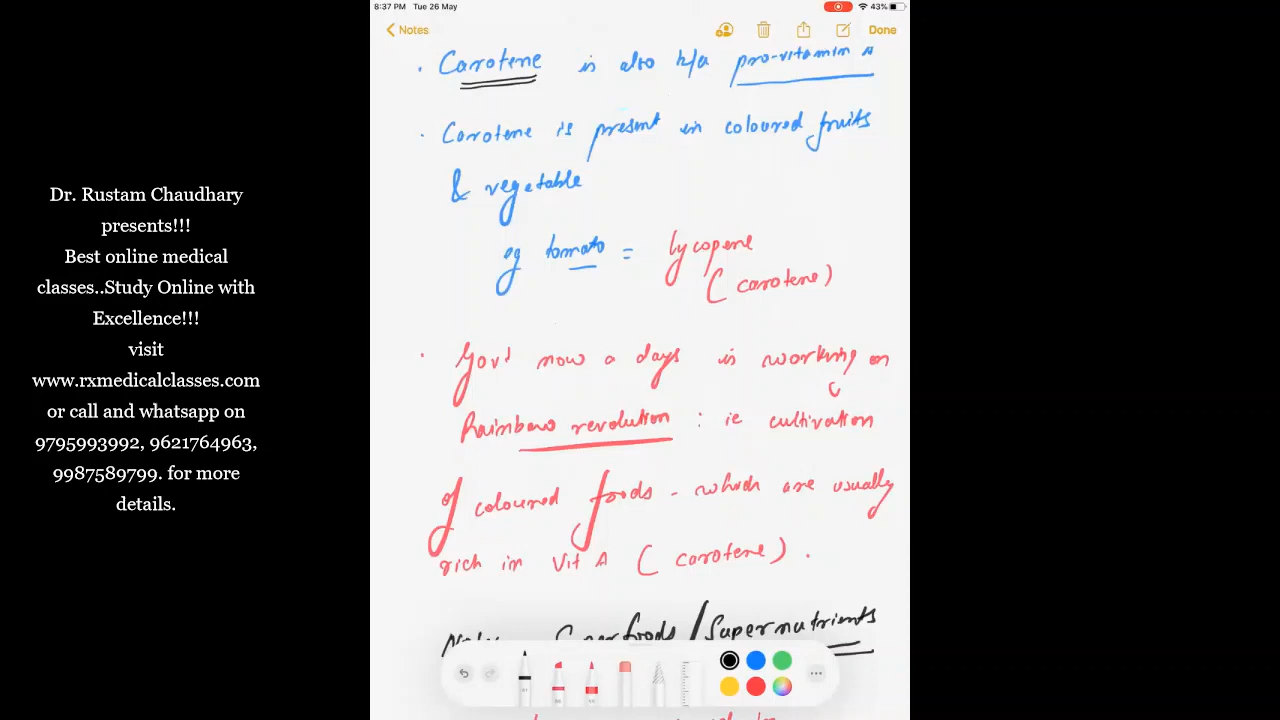 8:37 PM Tue 26 May
43%
Notes
Done
Dr. Rustam Chaudhary
presents!!!
Best online medical
classes..Study Online with
Excellence!!!
visit
www.rxmedicalclasses.com
or call and whatsapp on
9795993992, 9621764963,
9987589799. for more
details.
• Carotene is also k/a pro-vitamin A
• Carotene is present in coloured fruits
& vegetable
eg tomato = lycopene
(carotene)
• Govt now a days is working on
Rainbow revolution : ie cultivation
of coloured foods - which are usually
rich in Vit A (carotene).
Superfoods / Supernutrients